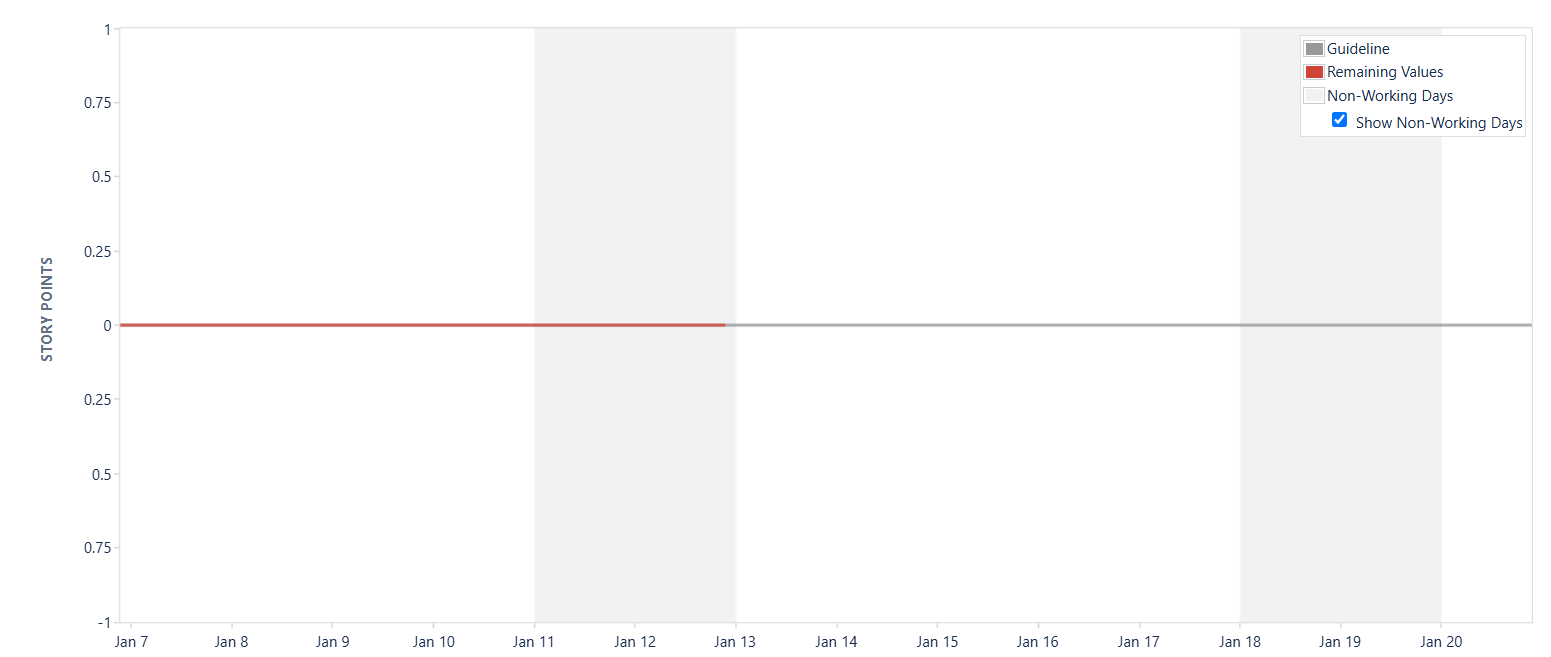 1
0.75
0.5
0.25
0
0.25
0.5
0.75
-1
STORY POINTS
Guideline
Remaining Values
Non-Working Days
Show Non-Working Days
Jan 7 Jan 8 Jan 9 Jan 10 Jan 11 Jan 12 Jan 13 Jan 14 Jan 15 Jan 16 Jan 17 Jan 18 Jan 19 Jan 20